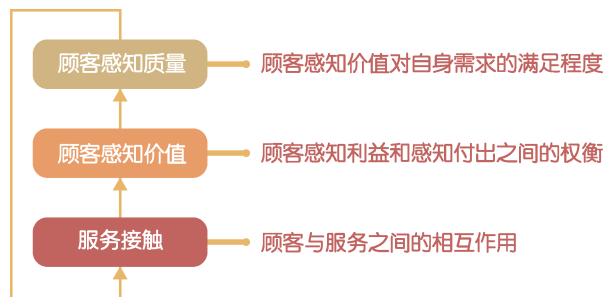 顾客感知质量
顾客感知价值对自身需求的满足程度
顾客感知价值
顾客感知利益和感知付出之间的权衡
服务接触
顾客与服务之间的相互作用